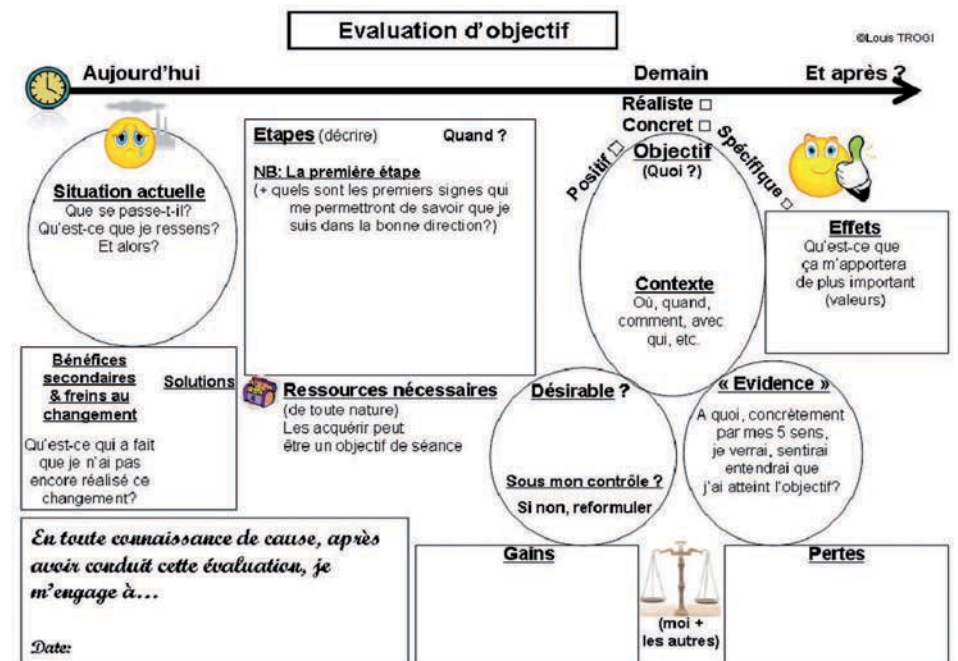 Evaluation d'objectif
©Louis TROGI
Aujourd'hui
Demain
Et après ?
Réaliste □
Concret □
Positif □
Spécifique □
Objectif
(Quoi ?)
Contexte
Où, quand,
comment, avec
qui, etc.
Situation actuelle
Que se passe-t-il?
Qu'est-ce que je ressens?
Et alors?
Etapes (décrire) Quand ?
NB: La première étape
(+ quels sont les premiers signes qui
me permettront de savoir que je
suis dans la bonne direction?)
Effets
Qu'est-ce que
ça m'apportera
de plus important
(valeurs)
Bénéfices
secondaires
& freins au
changement
Solutions
Qu'est-ce qui a fait
que je n'ai pas
encore réalisé ce
changement?
Ressources nécessaires
(de toute nature)
Les acquérir peut
être un objectif de séance
Désirable ?
Sous mon contrôle ?
Si non, reformuler
« Evidence »
A quoi, concrètement
par mes 5 sens,
je verrai, sentirai
entendrai que
j'ai atteint l'objectif?
En toute connaissance de cause, après
avoir conduit cette évaluation, je
m'engage à...
Date:
Gains
(moi +
les autres)
Pertes